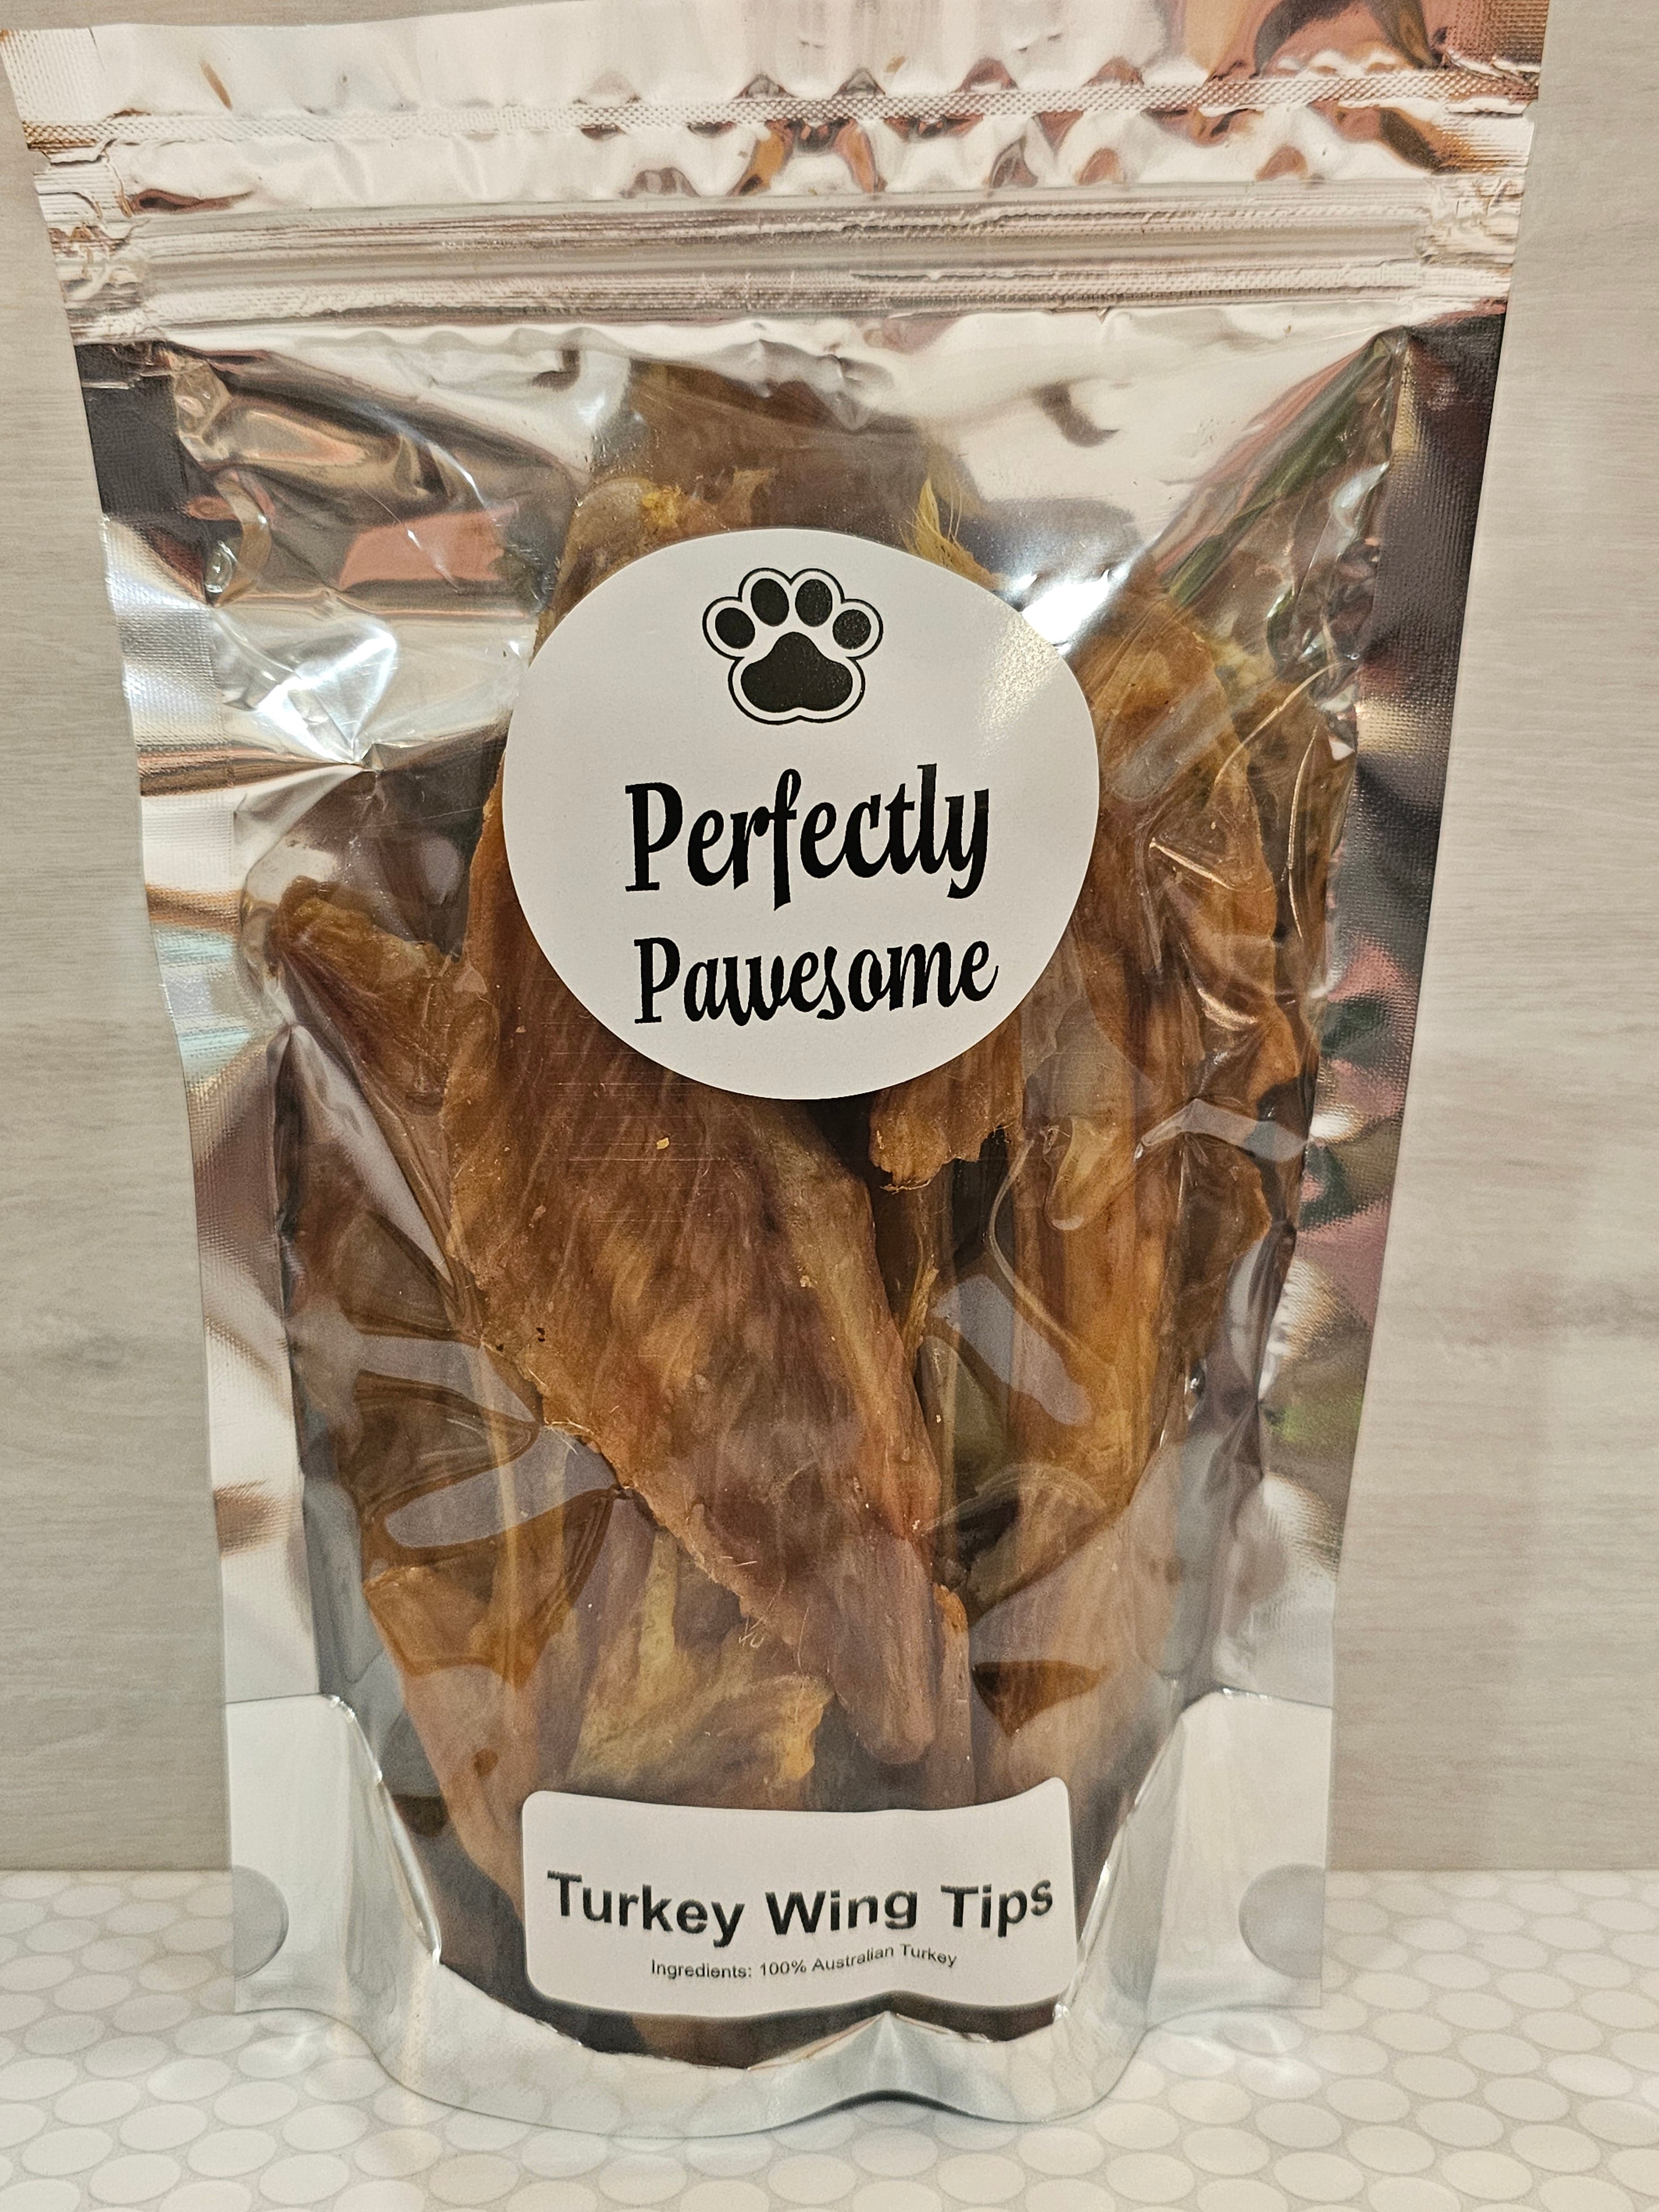 Perfectly
Pawesome
Turkey Wing Tips
Ingredients: 100% Australian Turkey